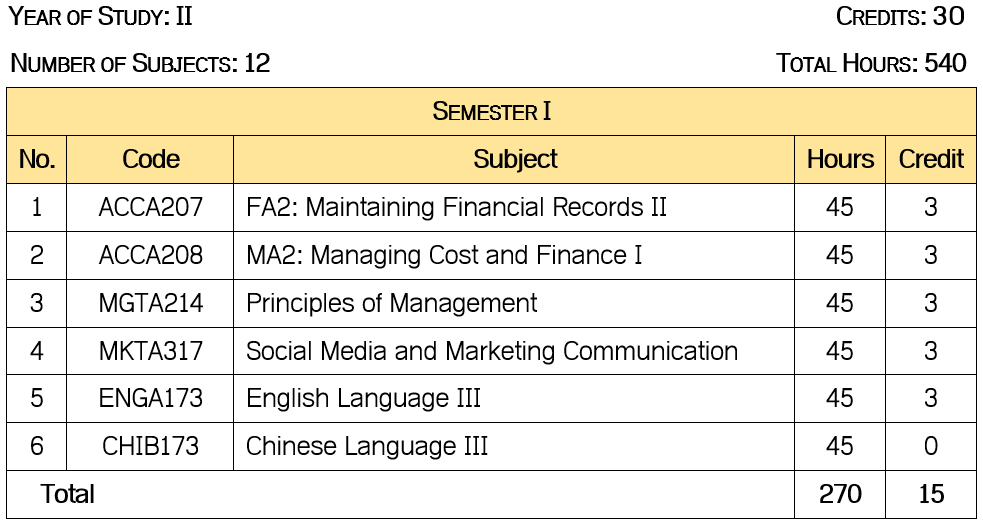 YEAR OF STUDY: II CREDITS: 30
NUMBER OF SUBJECTS: 12 TOTAL HOURS: 540
SEMESTER I
No. Code Subject Hours Credit
1 ACCA207 FA2: Maintaining Financial Records II 45 3
2 ACCA208 MA2: Managing Cost and Finance I 45 3
3 MGTA214 Principles of Management 45 3
4 MKTA317 Social Media and Marketing Communication 45 3
5 ENGA173 English Language III 45 3
6 CHIB173 Chinese Language III 45 0
Total 270 15